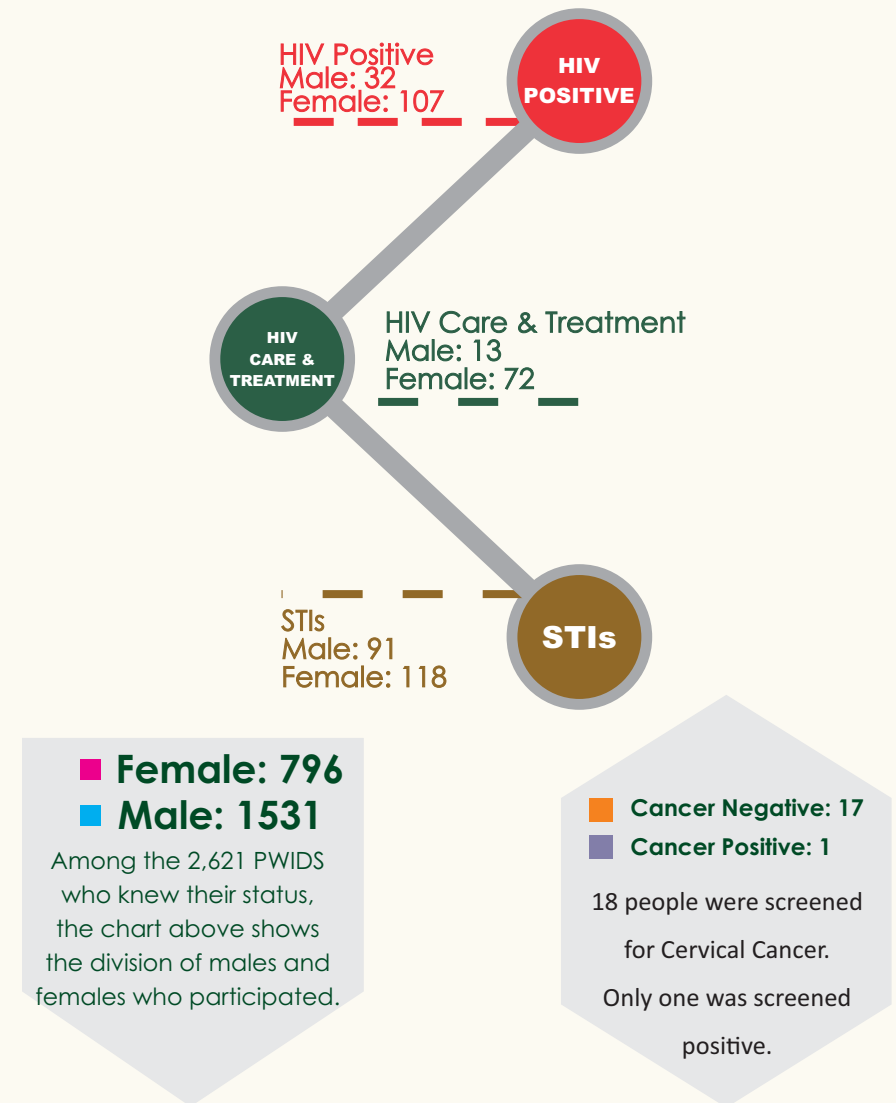 HIV Positive
Male: 32
Female: 107
HIV
POSITIVE
HIV
CARE &
TREATMENT
HIV Care & Treatment
Male: 13
Female: 72
STIs
Male: 91
Female: 118
STIs
Female: 796
Male: 1531
Among the 2,621 PWIDS
who knew their status,
the chart above shows
the division of males and
females who participated.
Cancer Negative: 17
Cancer Positive: 1
18 people were screened
for Cervical Cancer.
Only one was screened
positive.